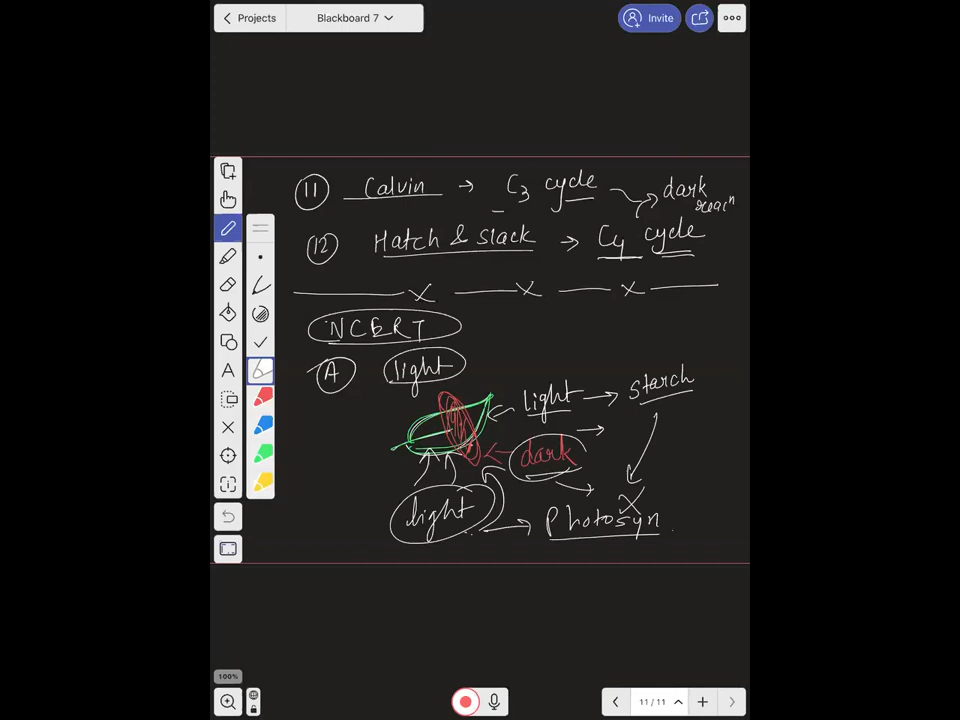 Projects
Blackboard 7
Invite
11 Calvin → C3 cycle → dark reacn
12 Hatch & slack → C4 cycle
x x x
NCERT
A light
light → starch
dark →
light → Photosyn
X
A
100%
11 / 11